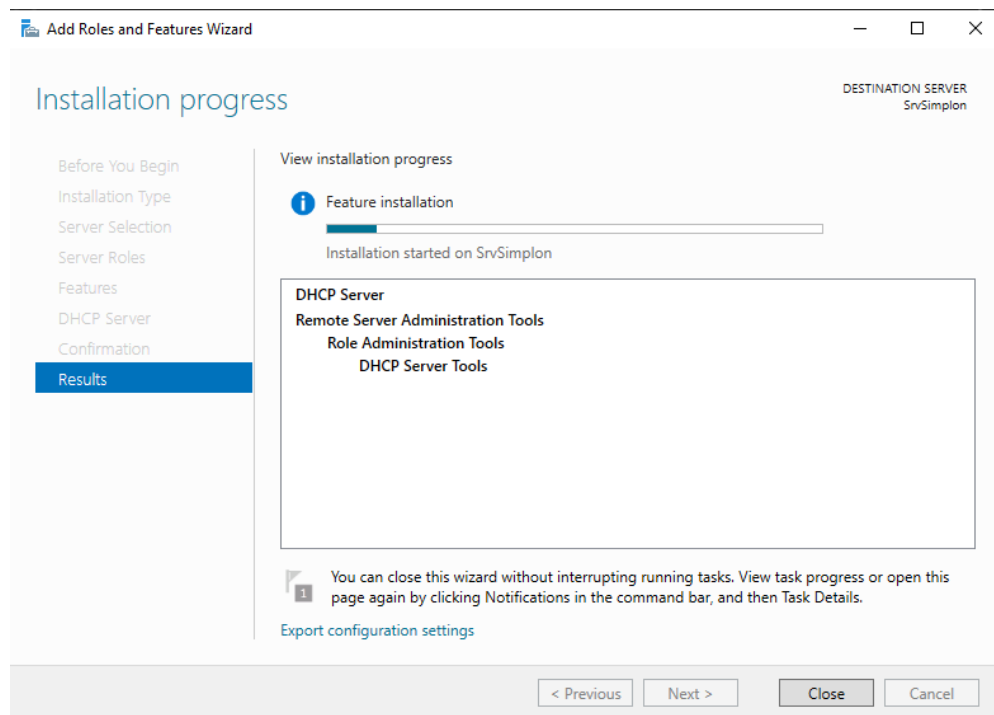 Add Roles and Features Wizard
Installation progress
DESTINATION SERVER
SrvSimplon
Before You Begin
Installation Type
Server Selection
Server Roles
Features
DHCP Server
Confirmation
Results
View installation progress
Feature installation
Installation started on SrvSimplon
DHCP Server
Remote Server Administration Tools
Role Administration Tools
DHCP Server Tools
1
You can close this wizard without interrupting running tasks. View task progress or open this
page again by clicking Notifications in the command bar, and then Task Details.
Export configuration settings
< Previous
Next >
Close
Cancel